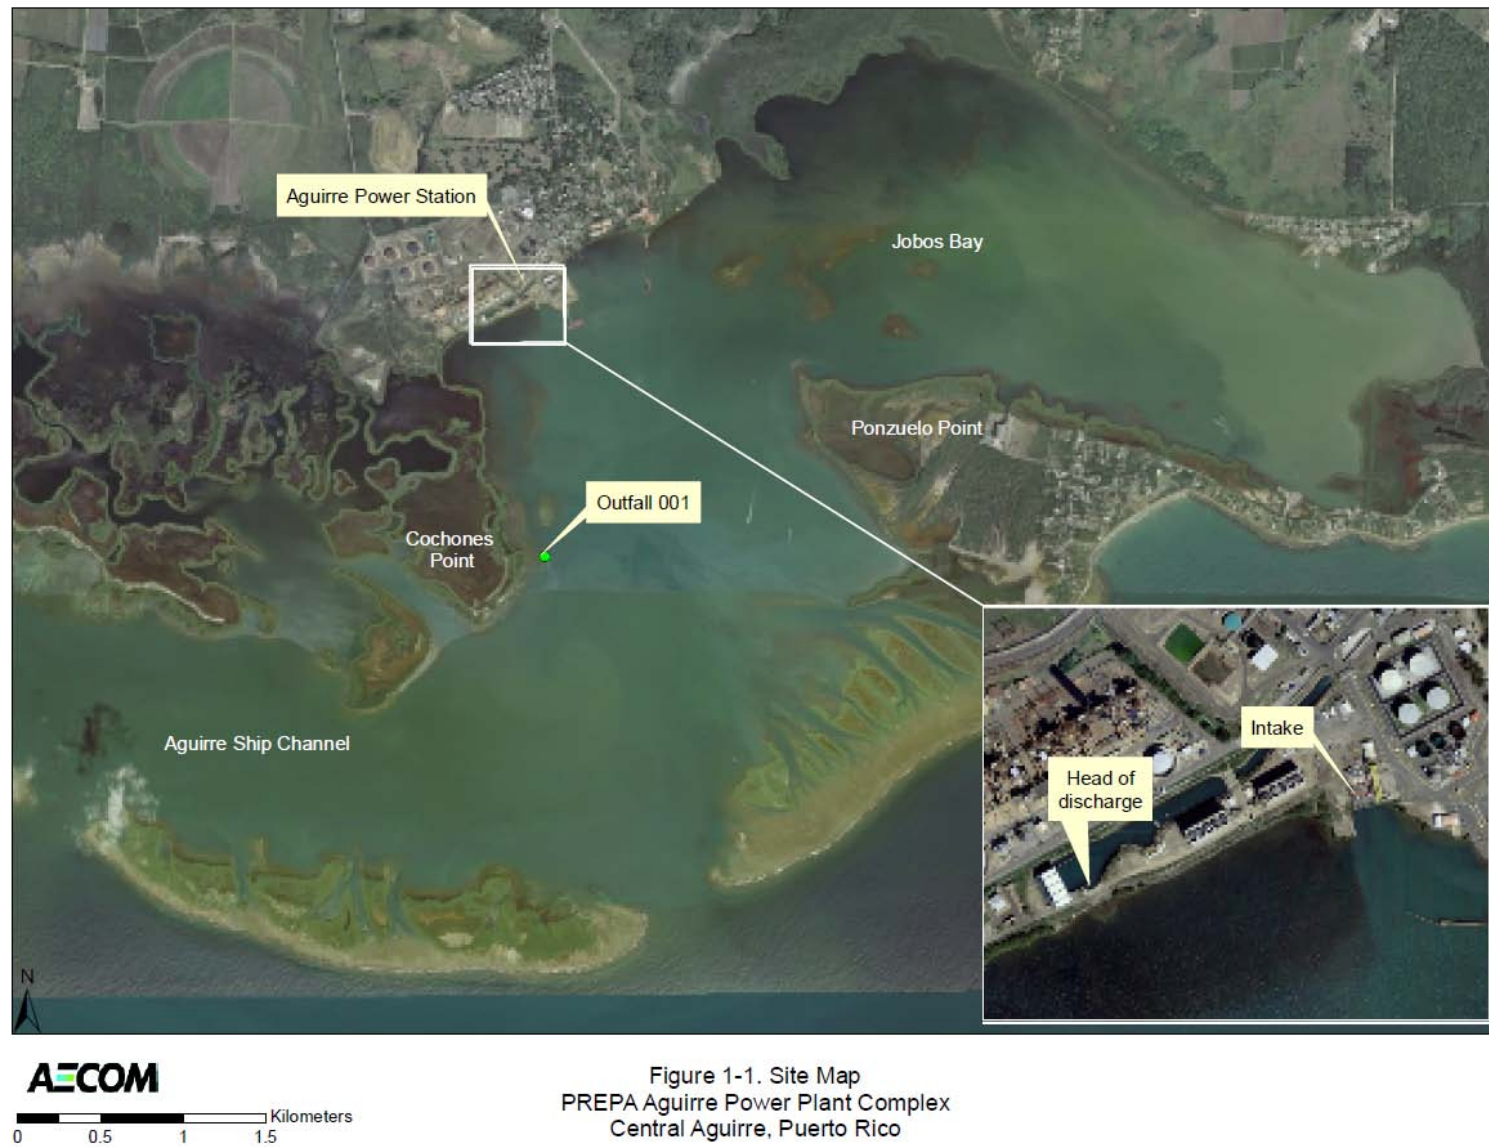 Aguirre Power Station
Jobos Bay
Ponzuelo Point
Outfall 001
Cochones
Point
Aguirre Ship Channel
Intake
Head of
discharge
N
AECOM
Kilometers
0 0.5 1 1.5
Figure 1-1. Site Map
PREPA Aguirre Power Plant Complex
Central Aguirre, Puerto Rico